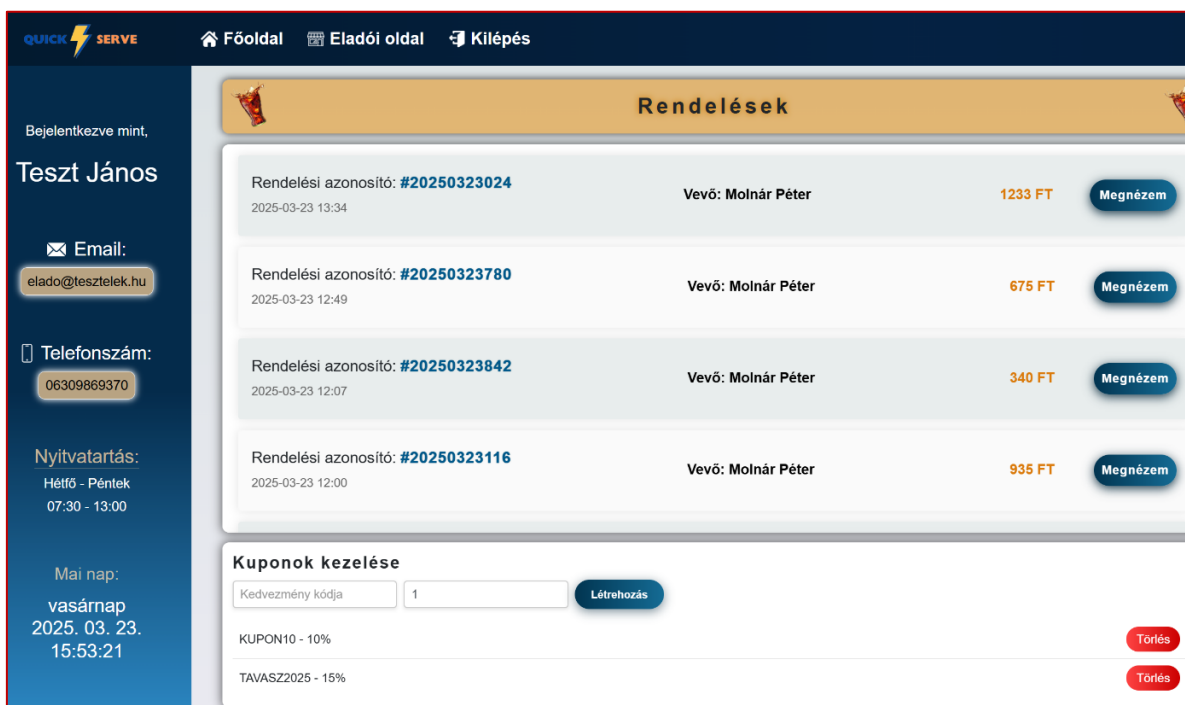 QUICK SERVE
Főoldal Eladói oldal Kilépés
Bejelentkezve mint,
Teszt János
Email:
elado@tesztelek.hu
Telefonszám:
06309869370
Nyitvatartás:
Hétfő - Péntek
07:30 - 13:00
Mai nap:
vasárnap
2025. 03. 23.
15:53:21
Rendelések
Rendelési azonosító: #20250323024
2025-03-23 13:34
Vevő: Molnár Péter
1233 FT
Megnézem
Rendelési azonosító: #20250323780
2025-03-23 12:49
Vevő: Molnár Péter
675 FT
Megnézem
Rendelési azonosító: #20250323842
2025-03-23 12:07
Vevő: Molnár Péter
340 FT
Megnézem
Rendelési azonosító: #20250323116
2025-03-23 12:00
Vevő: Molnár Péter
935 FT
Megnézem
Kuponok kezelése
Kedvezmény kódja 1 Létrehozás
KUPON10 - 10% Törlés
TAVASZ2025 - 15% Törlés